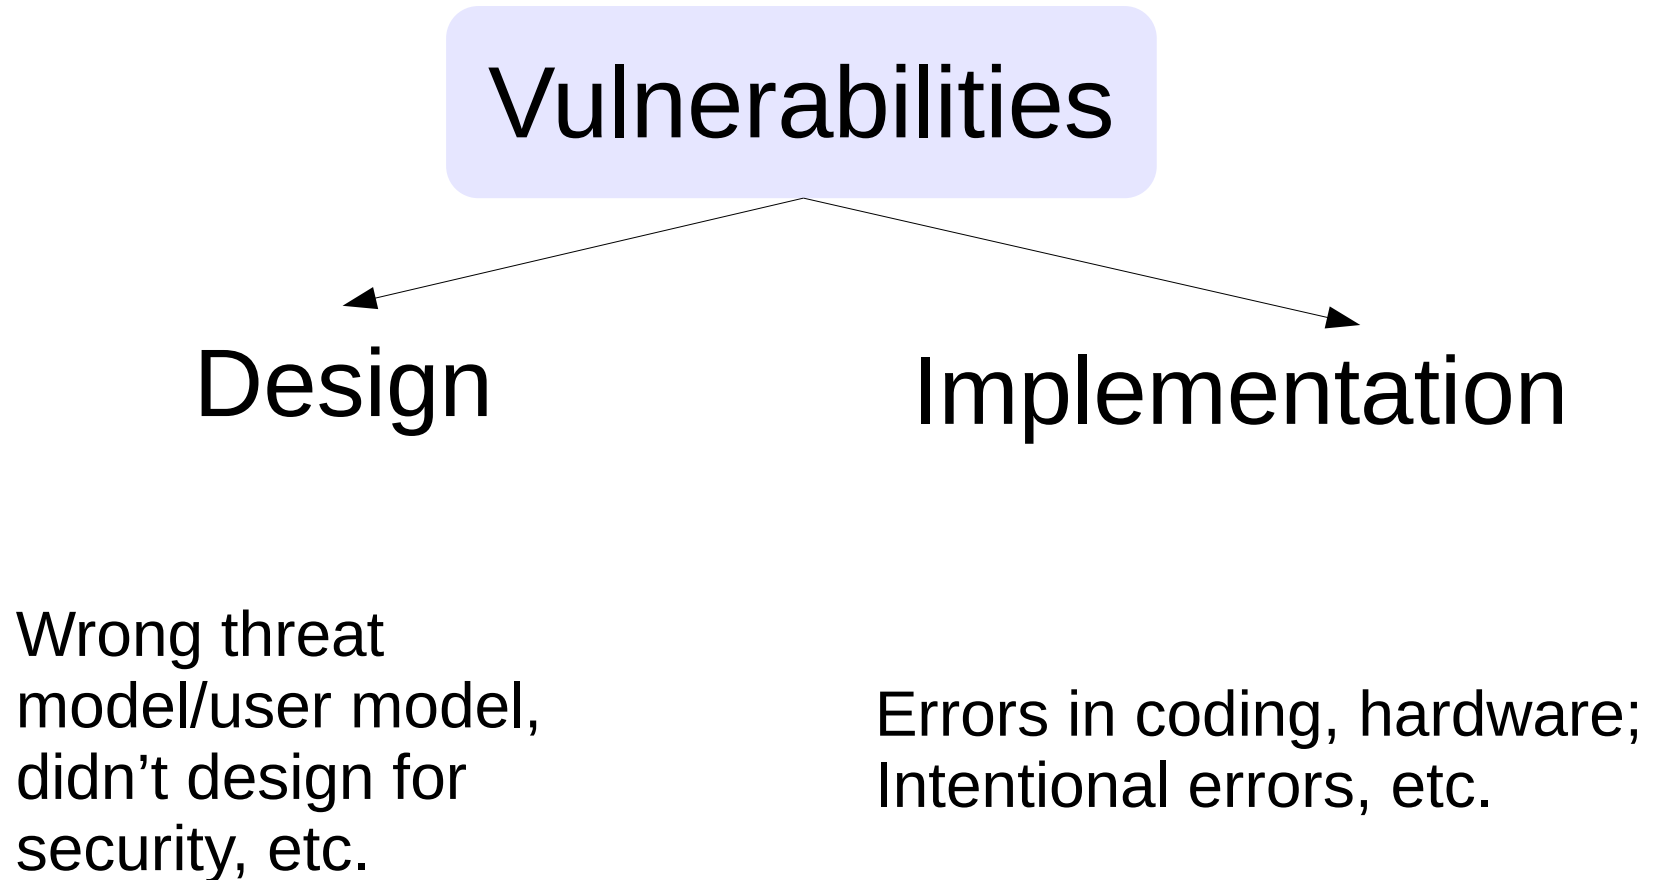 Vulnerabilities
Design
Implementation
Wrong threat
model/user model,
didn’t design for
security, etc.
Errors in coding, hardware;
Intentional errors, etc.